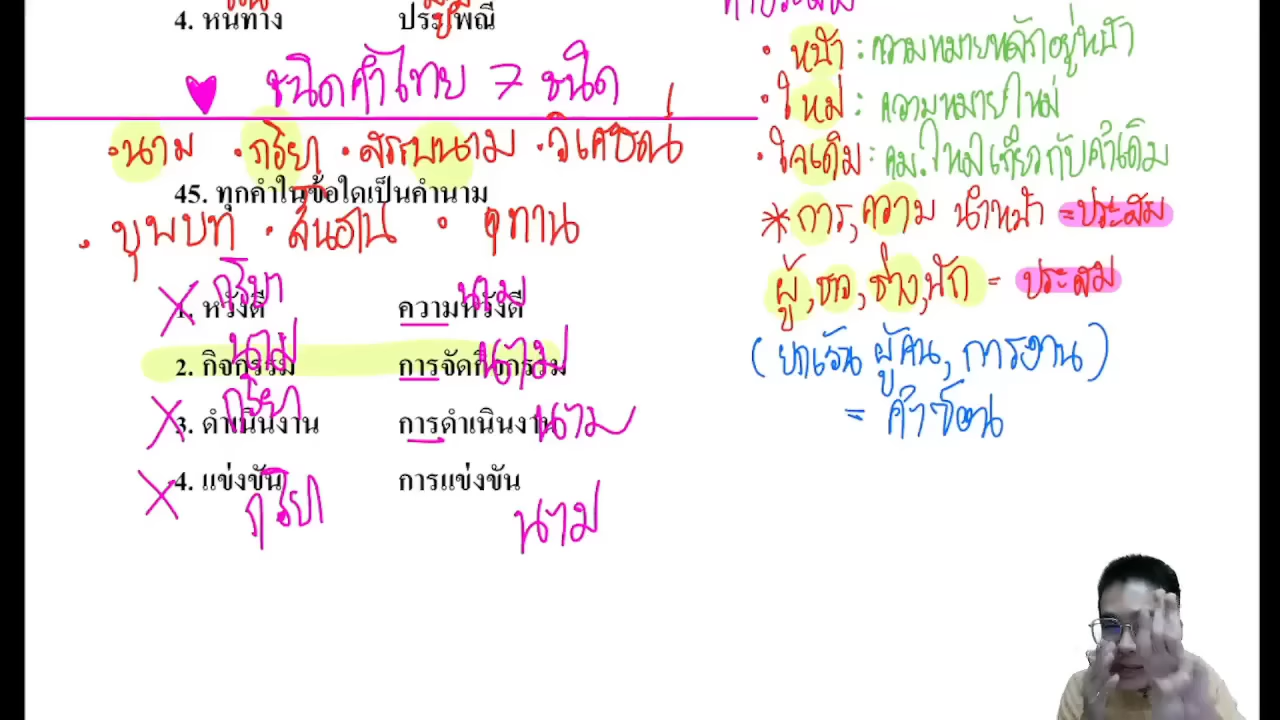 4. หนทาง ประเพณี
ชนิดคำไทย 7 ชนิด
• นาม • กริยา • สรรพนาม • วิเศษณ์
45. ทุกคำในข้อใดเป็นคำนาม
• บุพบท • สันธาน • อุทาน
กริยา นาม
1. หวังดี ความหวังดี
นาม นาม
2. กิจกรรม การจัดกิจกรรม
กริยา
3. ดำเนินงาน การดำเนินงาน นาม
4. แข่งขัน การแข่งขัน
กริยา นาม
คำประสม
• หน้า : ความหมายหลักอยู่หน้า
• ใหม่ : ความหมายใหม่
• ใจเดิม : คม.ใหม่เกี่ยวกับคำเดิม
* การ, ความ นำหน้า = ประสม
ผู้, ชาว, ช่าง, นัก = ประสม
(ยกเว้น ผู้คน, การงาน)
= คำซ้อน